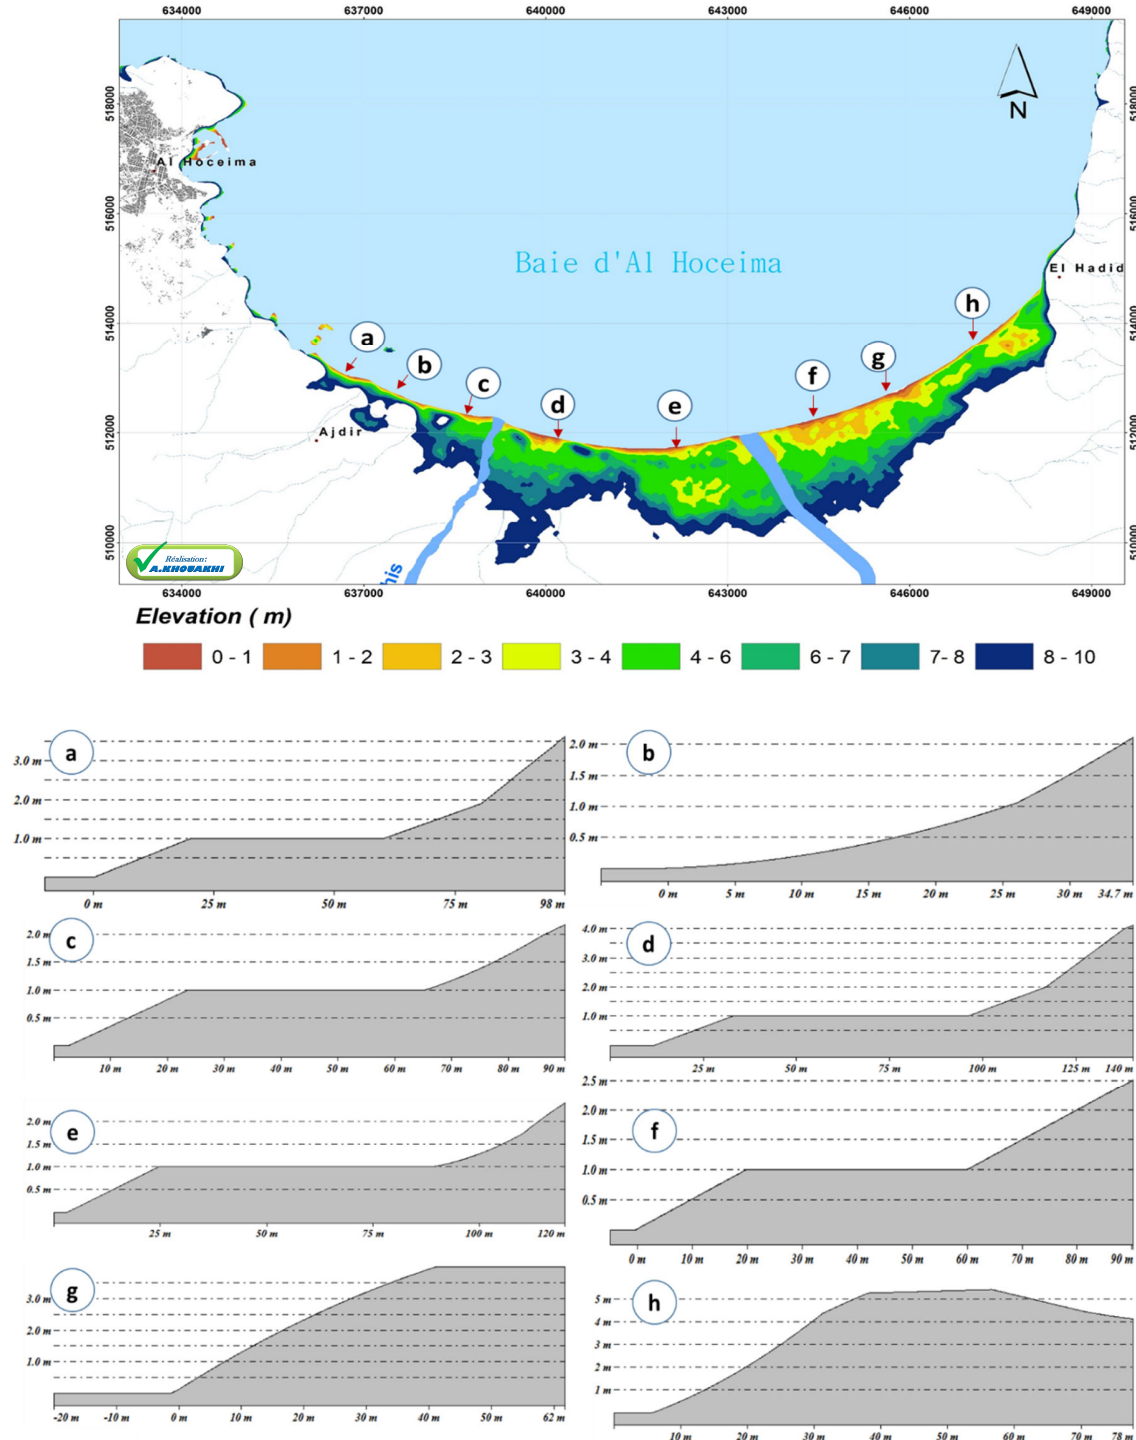 634000 637000 640000 643000 646000 649000
518000 518000
N
Al Hoceima
516000 516000
Baie d'Al Hoceima
El Hadid
514000 514000
h
a
g
b
c
f
d
e
512000 512000
Ajdir
510000 510000
Réalisation:
A.KHOUAKHI
his
634000 637000 640000 643000 646000 649000
Elevation ( m)
0 - 1 1 - 2 2 - 3 3 - 4 4 - 6 6 - 7 7- 8 8 - 10
a
3.0 m
2.0 m
1.0 m
0 m 25 m 50 m 75 m 98 m
b
2.0 m
1.5 m
1.0 m
0.5 m
0 m 5 m 10 m 15 m 20 m 25 m 30 m 34.7 m
c
2.0 m
1.5 m
1.0 m
0.5 m
10 m 20 m 30 m 40 m 50 m 60 m 70 m 80 m 90 m
d
4.0 m
3.0 m
2.0 m
1.0 m
25 m 50 m 75 m 100 m 125 m 140 m
e
2.0 m
1.5 m
1.0 m
0.5 m
25 m 50 m 75 m 100 m 120 m
f
2.5 m
2.0 m
1.5 m
1.0 m
0.5 m
0 m 10 m 20 m 30 m 40 m 50 m 60 m 70 m 80 m 90 m
g
3.0 m
2.0 m
1.0 m
-20 m -10 m 0 m 10 m 20 m 30 m 40 m 50 m 62 m
h
5 m
4 m
3 m
2 m
1 m
10 m 20 m 30 m 40 m 50 m 60 m 70 m 78 m